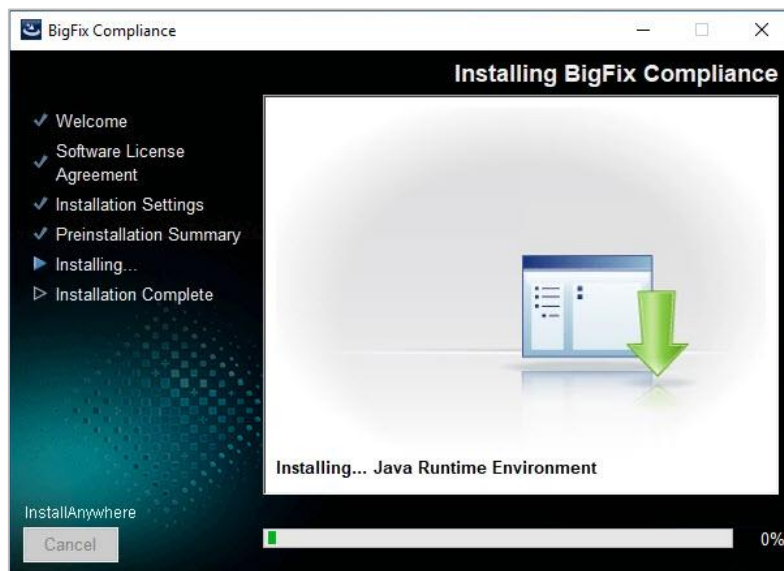 BigFix Compliance
Installing BigFix Compliance
Welcome
Software License
Agreement
Installation Settings
Preinstallation Summary
Installing...
Installation Complete
Installing... Java Runtime Environment
InstallAnywhere
Cancel
0%